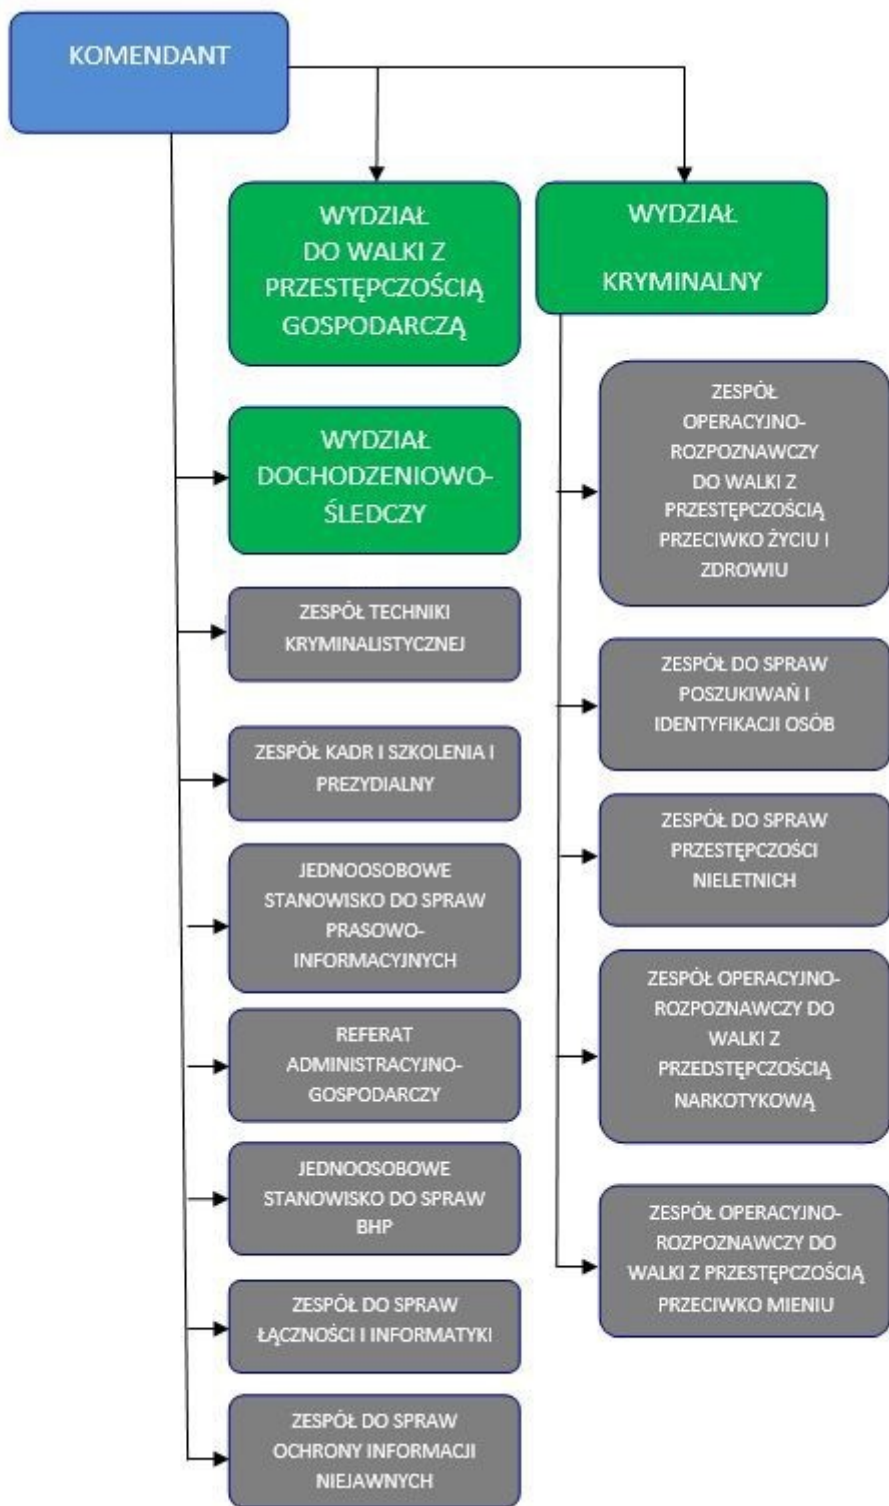 KOMENDANT
WYDZIAŁ
DO WALKI Z
PRZESTĘPCZOŚCIĄ
GOSPODARCZĄ
WYDZIAŁ
KRYMINALNY
WYDZIAŁ
DOCHODZENIOWO-
ŚLEDCZY
ZESPÓŁ TECHNIKI
KRYMINALISTYCZNEJ
ZESPÓŁ KADR I SZKOLENIA I
PREZYDIALNY
JEDNOOSOBOWE
STANOWISKO DO SPRAW
PRASOWO-
INFORMACYJNYCH
REFERAT
ADMINISTRACYJNO-
GOSPODARCZY
JEDNOOSOBOWE
STANOWISKO DO SPRAW
BHP
ZESPÓŁ DO SPRAW
ŁĄCZNOŚCI I INFORMATYKI
ZESPÓŁ DO SPRAW
OCHRONY INFORMACJI
NIEJAWNYCH
ZESPÓŁ
OPERACYJNO-
ROZPOZNAWCZY
DO WALKI Z
PRZESTĘPCZOŚCIĄ
PRZECIWKO ŻYCIU I
ZDROWIU
ZESPÓŁ DO SPRAW
POSZUKIWAŃ I
IDENTYFIKACJI OSÓB
ZESPÓŁ DO SPRAW
PRZESTĘPCZOŚCI
NIELETNICH
ZESPÓŁ OPERACYJNO-
ROZPOZNAWCZY DO
WALKI Z
PRZEDSTĘPCZOŚCIĄ
NARKOTYKOWĄ
ZESPÓŁ OPERACYJNO-
ROZPOZNAWCZY DO
WALKI Z PRZESTĘPCZOŚCIĄ
PRZECIWKO MIENIU